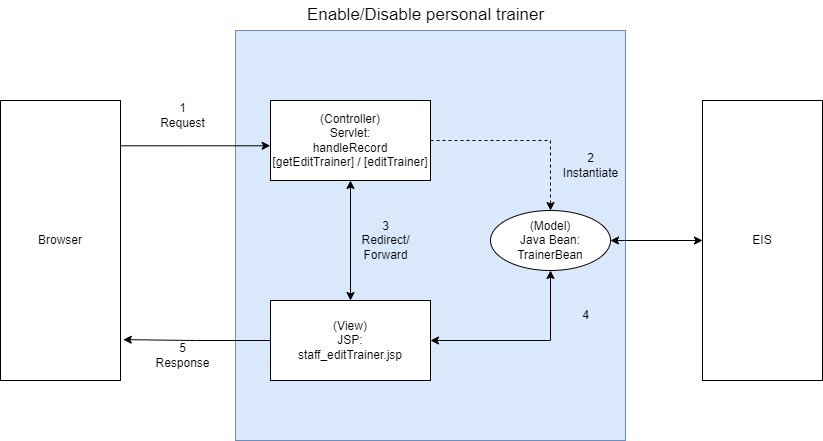 Enable/Disable personal trainer
1
Request
(Controller)
Servlet:
handleRecord
[getEditTrainer] / [editTrainer]
2
Instantiate
Browser
3
Redirect/
Forward
(Model)
Java Bean:
TrainerBean
EIS
(View)
JSP:
staff_editTrainer.jsp
4
5
Response